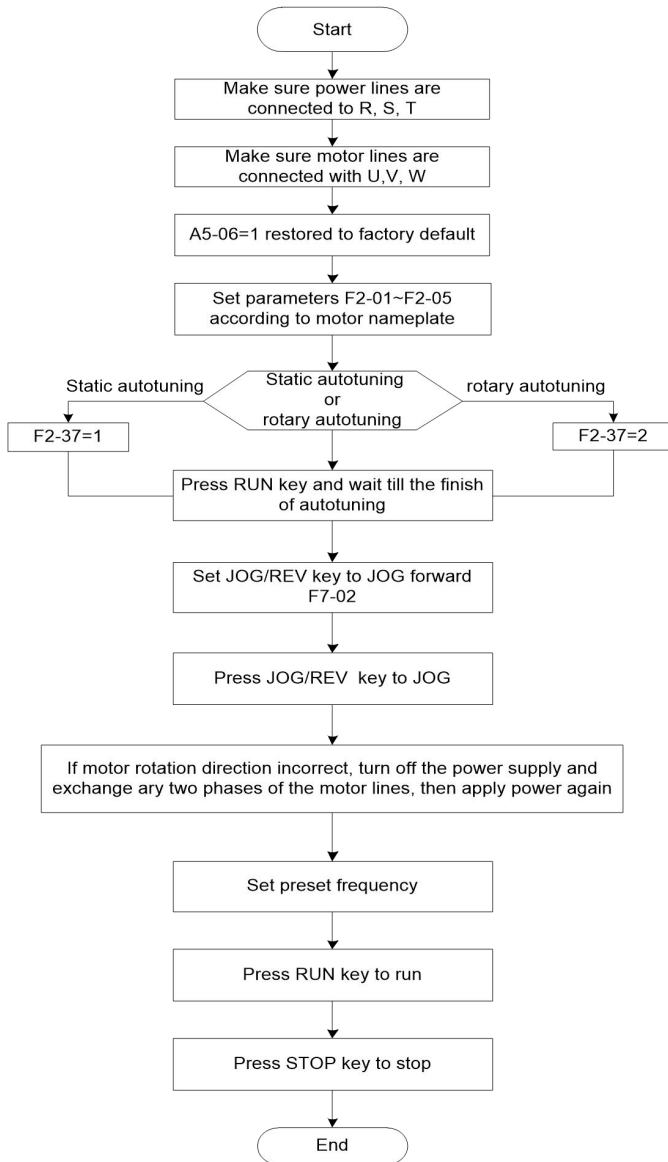 Start
Make sure power lines are
connected to R, S, T
Make sure motor lines are
connected with U,V, W
A5-06=1 restored to factory default
Set parameters F2-01~F2-05
according to motor nameplate
Static autotuning
Static autotuning
or
rotary autotuning
rotary autotuning
F2-37=1
F2-37=2
Press RUN key and wait till the finish
of autotuning
Set JOG/REV key to JOG forward
F7-02
Press JOG/REV key to JOG
If motor rotation direction incorrect, turn off the power supply and
exchange ary two phases of the motor lines, then apply power again
Set preset frequency
Press RUN key to run
Press STOP key to stop
End